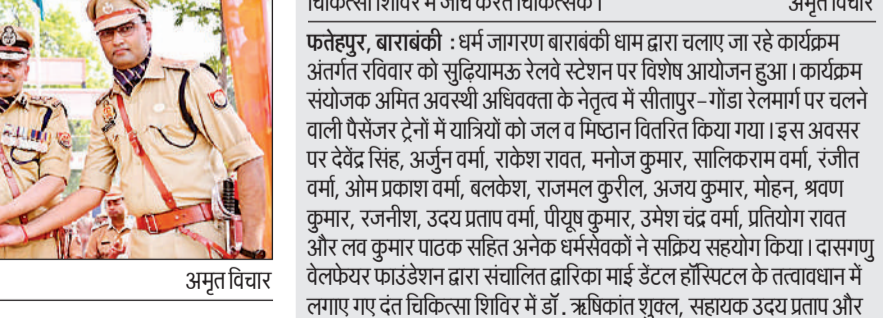 चिकित्सा शिविर में जांच करते चिकित्सक।
अमृत विचार
फतेहपुर, बाराबंकी : धर्म जागरण बाराबंकी धाम द्वारा चलाए जा रहे कार्यक्रम
अंतर्गत रविवार को सुढ़ियामऊ रेलवे स्टेशन पर विशेष आयोजन हुआ। कार्यक्रम
संयोजक अमित अवस्थी अधिवक्ता के नेतृत्व में सीतापुर-गोंडा रेलमार्ग पर चलने
वाली पैसेंजर ट्रेनों में यात्रियों को जल व मिष्ठान वितरित किया गया। इस अवसर
पर देवेंद्र सिंह, अर्जुन वर्मा, राकेश रावत, मनोज कुमार, सालिकराम वर्मा, रंजीत
वर्मा, ओम प्रकाश वर्मा, बलकेश, राजमल कुरील, अजय कुमार, मोहन, श्रवण
कुमार, रजनीश, उदय प्रताप वर्मा, पीयूष कुमार, उमेश चंद्र वर्मा, प्रतियोग रावत
और लव कुमार पाठक सहित अनेक धर्मसेवकों ने सक्रिय सहयोग किया। दासगणु
वेलफेयर फाउंडेशन द्वारा संचालित द्वारिका माई डेंटल हॉस्पिटल के तत्वावधान में
लगाए गए दंत चिकित्सा शिविर में डॉ. ऋषिकांत शुक्ल, सहायक उदय प्रताप और
अमृत विचार